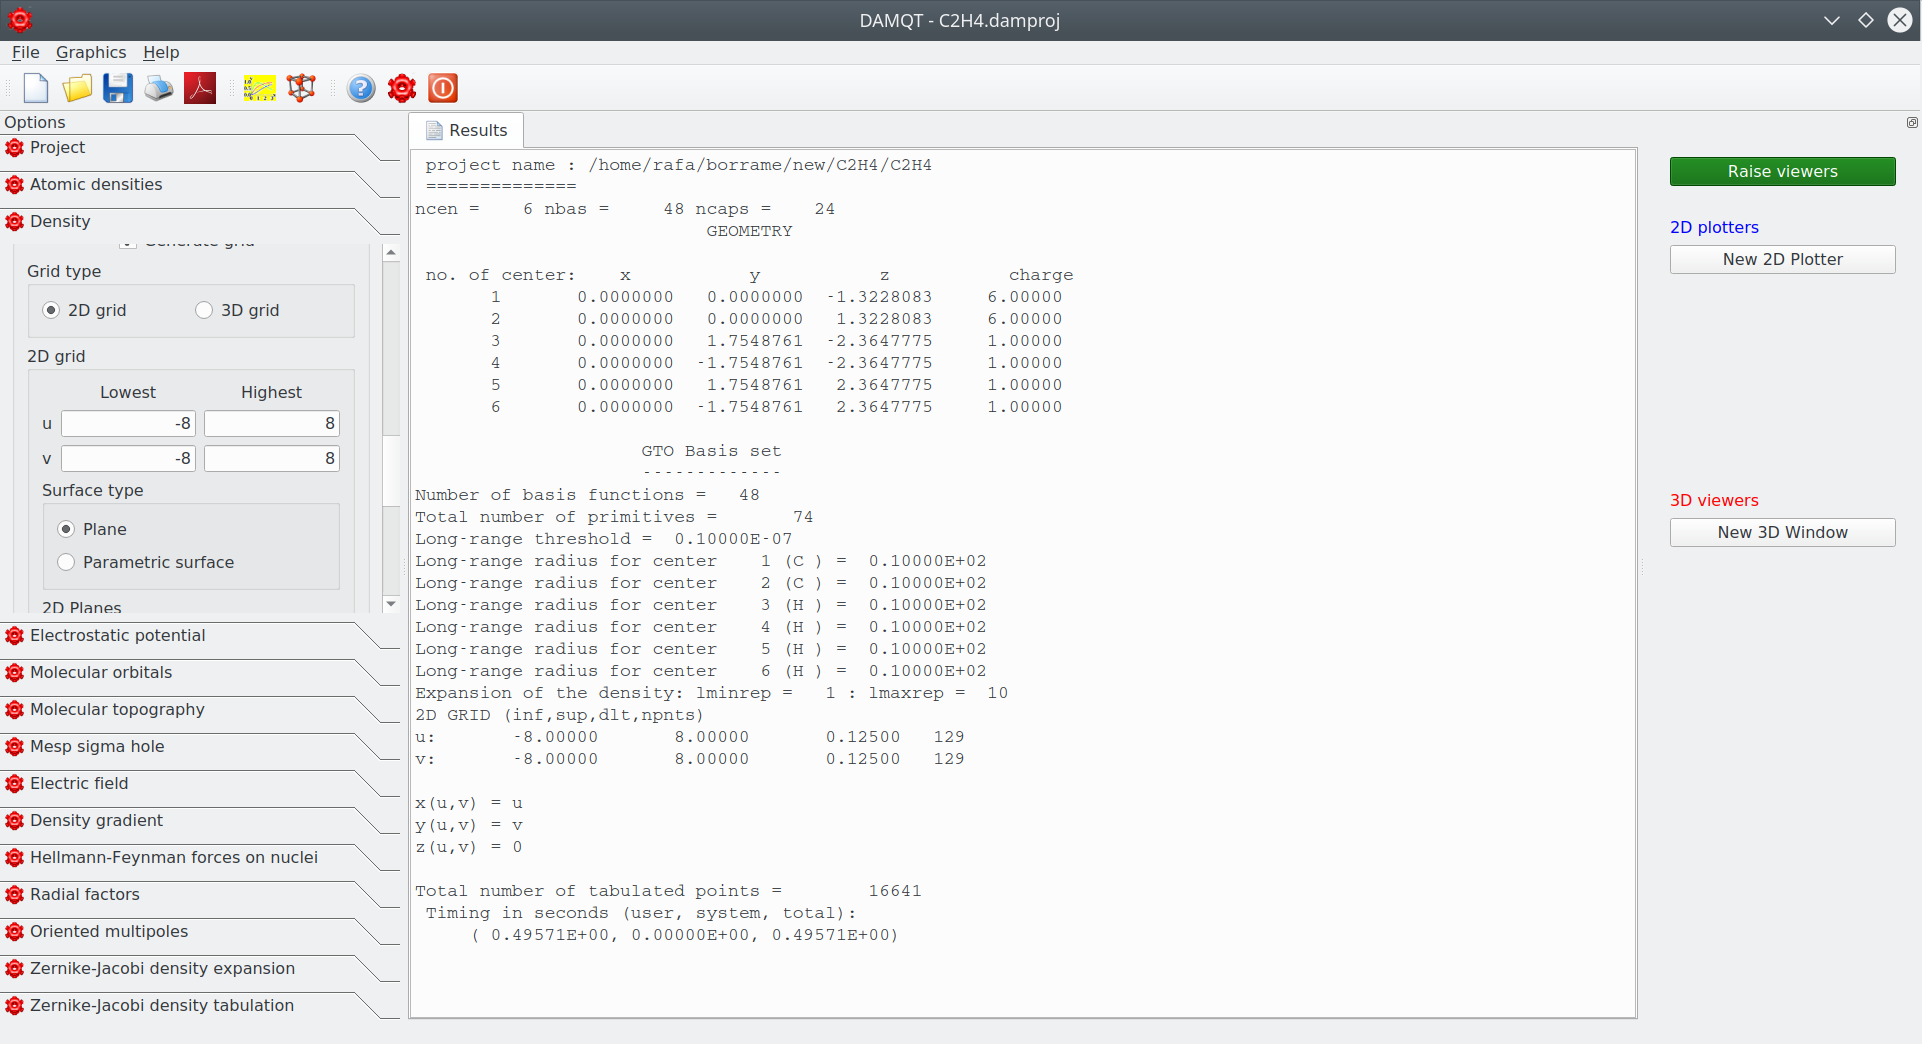 DAMQT - C2H4.damproj
File Graphics Help
Options
Project
Atomic densities
Density
Generate grid
Grid type
2D grid 3D grid
2D grid
Lowest Highest
u -8 8
v -8 8
Surface type
Plane
Parametric surface
2D Planes
Electrostatic potential
Molecular orbitals
Molecular topography
Mesp sigma hole
Electric field
Density gradient
Hellmann-Feynman forces on nuclei
Radial factors
Oriented multipoles
Zernike-Jacobi density expansion
Zernike-Jacobi density tabulation
Results
project name : /home/rafa/borrame/new/C2H4/C2H4
==============
ncen = 6 nbas = 48 ncaps = 24
GEOMETRY
no. of center: x y z charge
1 0.0000000 0.0000000 -1.3228083 6.00000
2 0.0000000 0.0000000 1.3228083 6.00000
3 0.0000000 1.7548761 -2.3647775 1.00000
4 0.0000000 -1.7548761 -2.3647775 1.00000
5 0.0000000 1.7548761 2.3647775 1.00000
6 0.0000000 -1.7548761 2.3647775 1.00000
GTO Basis set
-------------
Number of basis functions = 48
Total number of primitives = 74
Long-range threshold = 0.10000E-07
Long-range radius for center 1 (C ) = 0.10000E+02
Long-range radius for center 2 (C ) = 0.10000E+02
Long-range radius for center 3 (H ) = 0.10000E+02
Long-range radius for center 4 (H ) = 0.10000E+02
Long-range radius for center 5 (H ) = 0.10000E+02
Long-range radius for center 6 (H ) = 0.10000E+02
Expansion of the density: lminrep = 1 : lmaxrep = 10
2D GRID (inf,sup,dlt,npnts)
u: -8.00000 8.00000 0.12500 129
v: -8.00000 8.00000 0.12500 129
x(u,v) = u
y(u,v) = v
z(u,v) = 0
Total number of tabulated points = 16641
Timing in seconds (user, system, total):
( 0.49571E+00, 0.00000E+00, 0.49571E+00)
Raise viewers
2D plotters
New 2D Plotter
3D viewers
New 3D Window